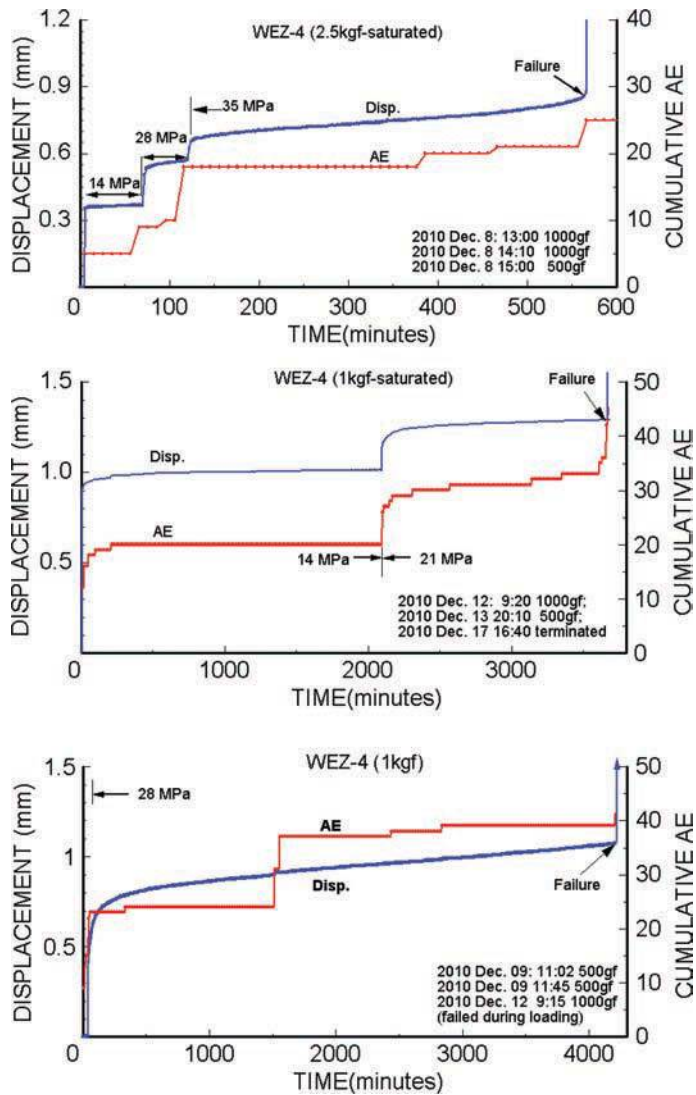 WEZ-4 (2.5kgf-saturated)
DISPLACEMENT (mm)
1.2
0.9
0.6
0.3
CUMULATIVE AE
40
30
20
10
0
Failure
35 MPa
Disp.
28 MPa
14 MPa
AE
2010 Dec. 8: 13:00 1000gf
2010 Dec. 8 14:10 1000gf
2010 Dec. 8 15:00 500gf
0 100 200 300 400 500 600
TIME(minutes)
WEZ-4 (1kgf-saturated)
DISPLACEMENT (mm)
1.5
1.0
0.5
CUMULATIVE AE
50
40
30
20
10
0
Failure
Disp.
AE
14 MPa
21 MPa
2010 Dec. 12: 9:20 1000gf;
2010 Dec. 13 20:10 500gf;
2010 Dec. 17 16:40 terminated
0 1000 2000 3000
TIME(minutes)
WEZ-4 (1kgf)
DISPLACEMENT (mm)
1.5
1
0.5
CUMULATIVE AE
50
40
30
20
10
0
28 MPa
AE
Disp.
Failure
2010 Dec. 09: 11:02 500gf
2010 Dec. 09 11:45 500gf
2010 Dec. 12 9:15 1000gf
(failed during loading)
0 1000 2000 3000 4000
TIME(minutes)